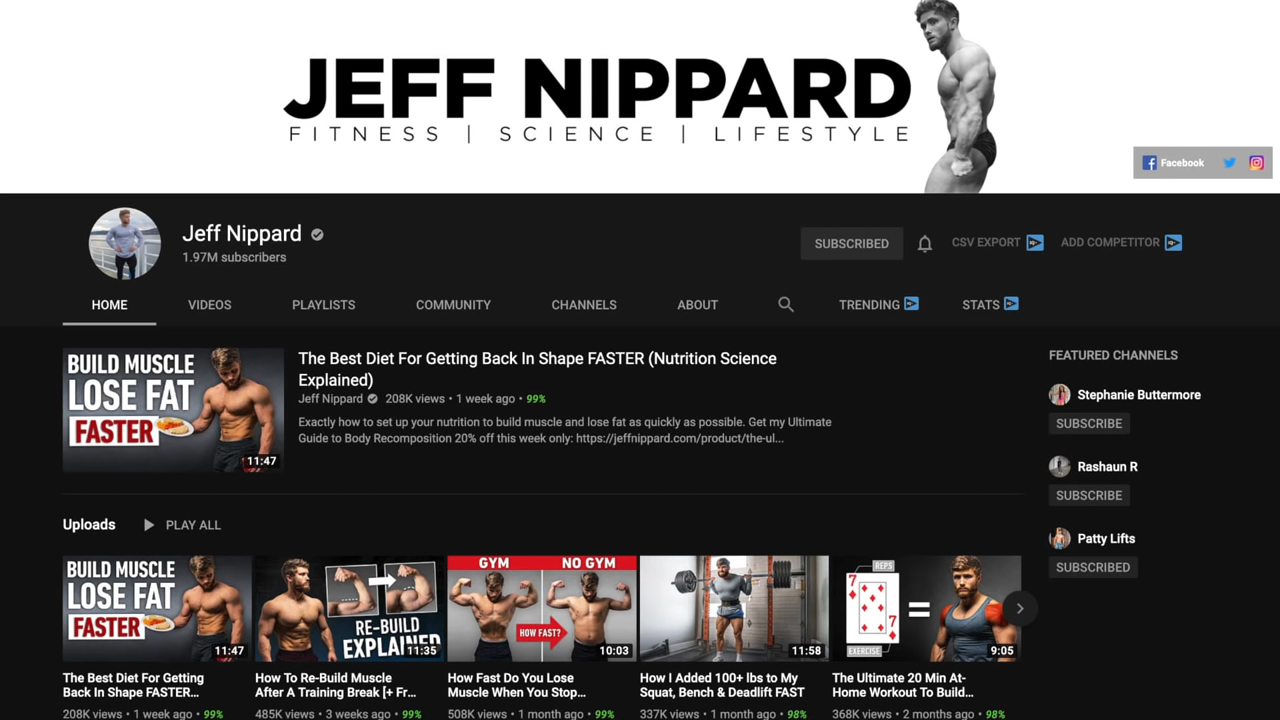 JEFF NIPPARD
FITNESS | SCIENCE | LIFESTYLE
Facebook
Jeff Nippard
1.97M subscribers
SUBSCRIBED
CSV EXPORT
ADD COMPETITOR
HOME
VIDEOS
PLAYLISTS
COMMUNITY
CHANNELS
ABOUT
TRENDING
STATS
BUILD MUSCLE
LOSE FAT
FASTER
11:47
The Best Diet For Getting Back In Shape FASTER (Nutrition Science
Explained)
Jeff Nippard 208K views • 1 week ago • 99%
Exactly how to set up your nutrition to build muscle and lose fat as quickly as possible. Get my Ultimate
Guide to Body Recomposition 20% off this week only: https://jeffnippard.com/product/the-ul...
FEATURED CHANNELS
Stephanie Buttermore
SUBSCRIBE
Rashaun R
SUBSCRIBE
Patty Lifts
SUBSCRIBED
Uploads
PLAY ALL
BUILD MUSCLE
LOSE FAT
FASTER
11:47
The Best Diet For Getting
Back In Shape FASTER...
208K views • 1 week ago • 99%
RE-BUILD
EXPLAINED
11:35
How To Re-Build Muscle
After A Training Break [+ Fr...
485K views • 3 weeks ago • 99%
GYM
NO GYM
HOW FAST?
10:03
How Fast Do You Lose
Muscle When You Stop...
508K views • 1 month ago • 99%
11:58
How I Added 100+ lbs to My
Squat, Bench & Deadlift FAST
337K views • 1 month ago • 98%
REPS
7
7
=
EXERCISE
9:05
The Ultimate 20 Min At-
Home Workout To Build...
368K views • 2 months ago • 98%